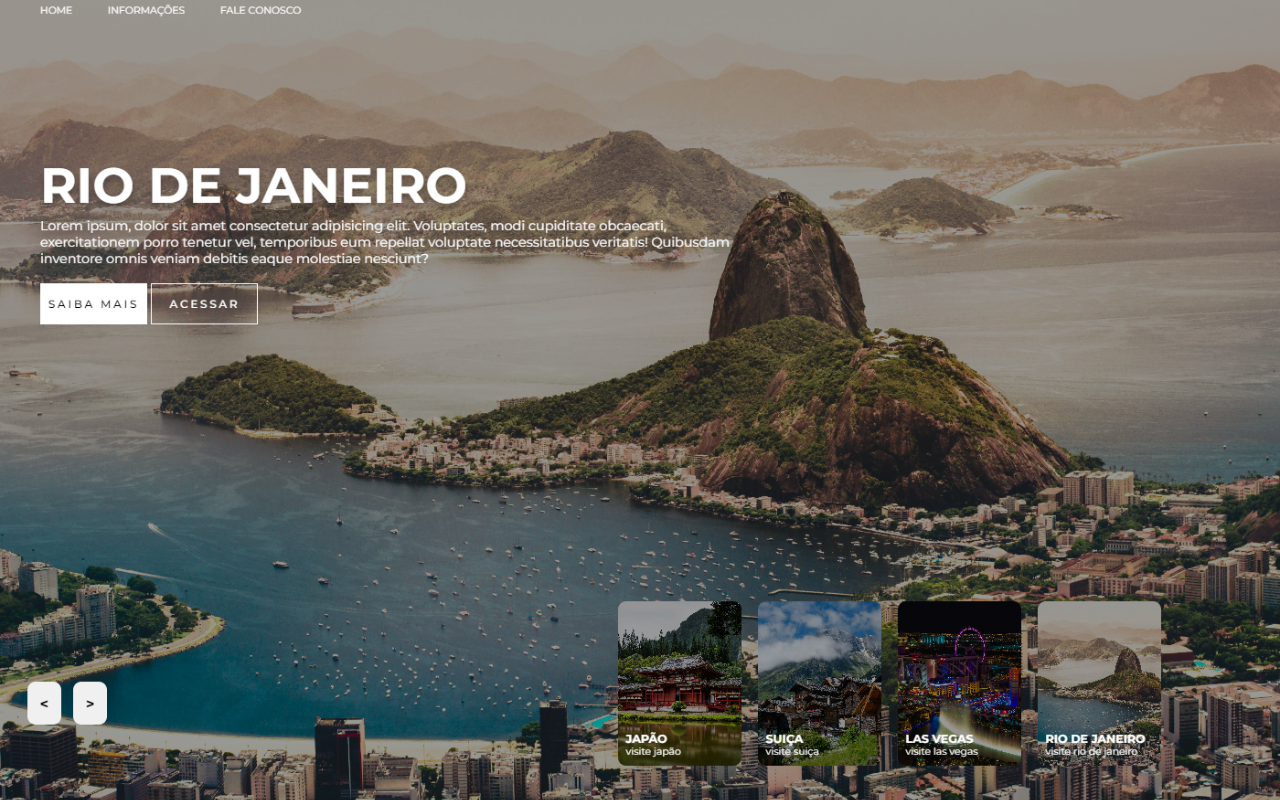 HOME
INFORMAÇÕES
FALE CONOSCO
RIO DE JANEIRO
Lorem ipsum, dolor sit amet consectetur adipisicing elit. Voluptates, modi cupiditate obcaecati,
exercitationem porro tenetur vel, temporibus eum repellat voluptate necessitatibus veritatis! Quibusdam
inventore omnis veniam debitis eaque molestiae nesciunt?
SAIBA MAIS
ACESSAR
<
>
JAPÃO
visite japão
SUIÇA
visite suiça
LAS VEGAS
visite las vegas
RIO DE JANEIRO
visite rio de janeiro